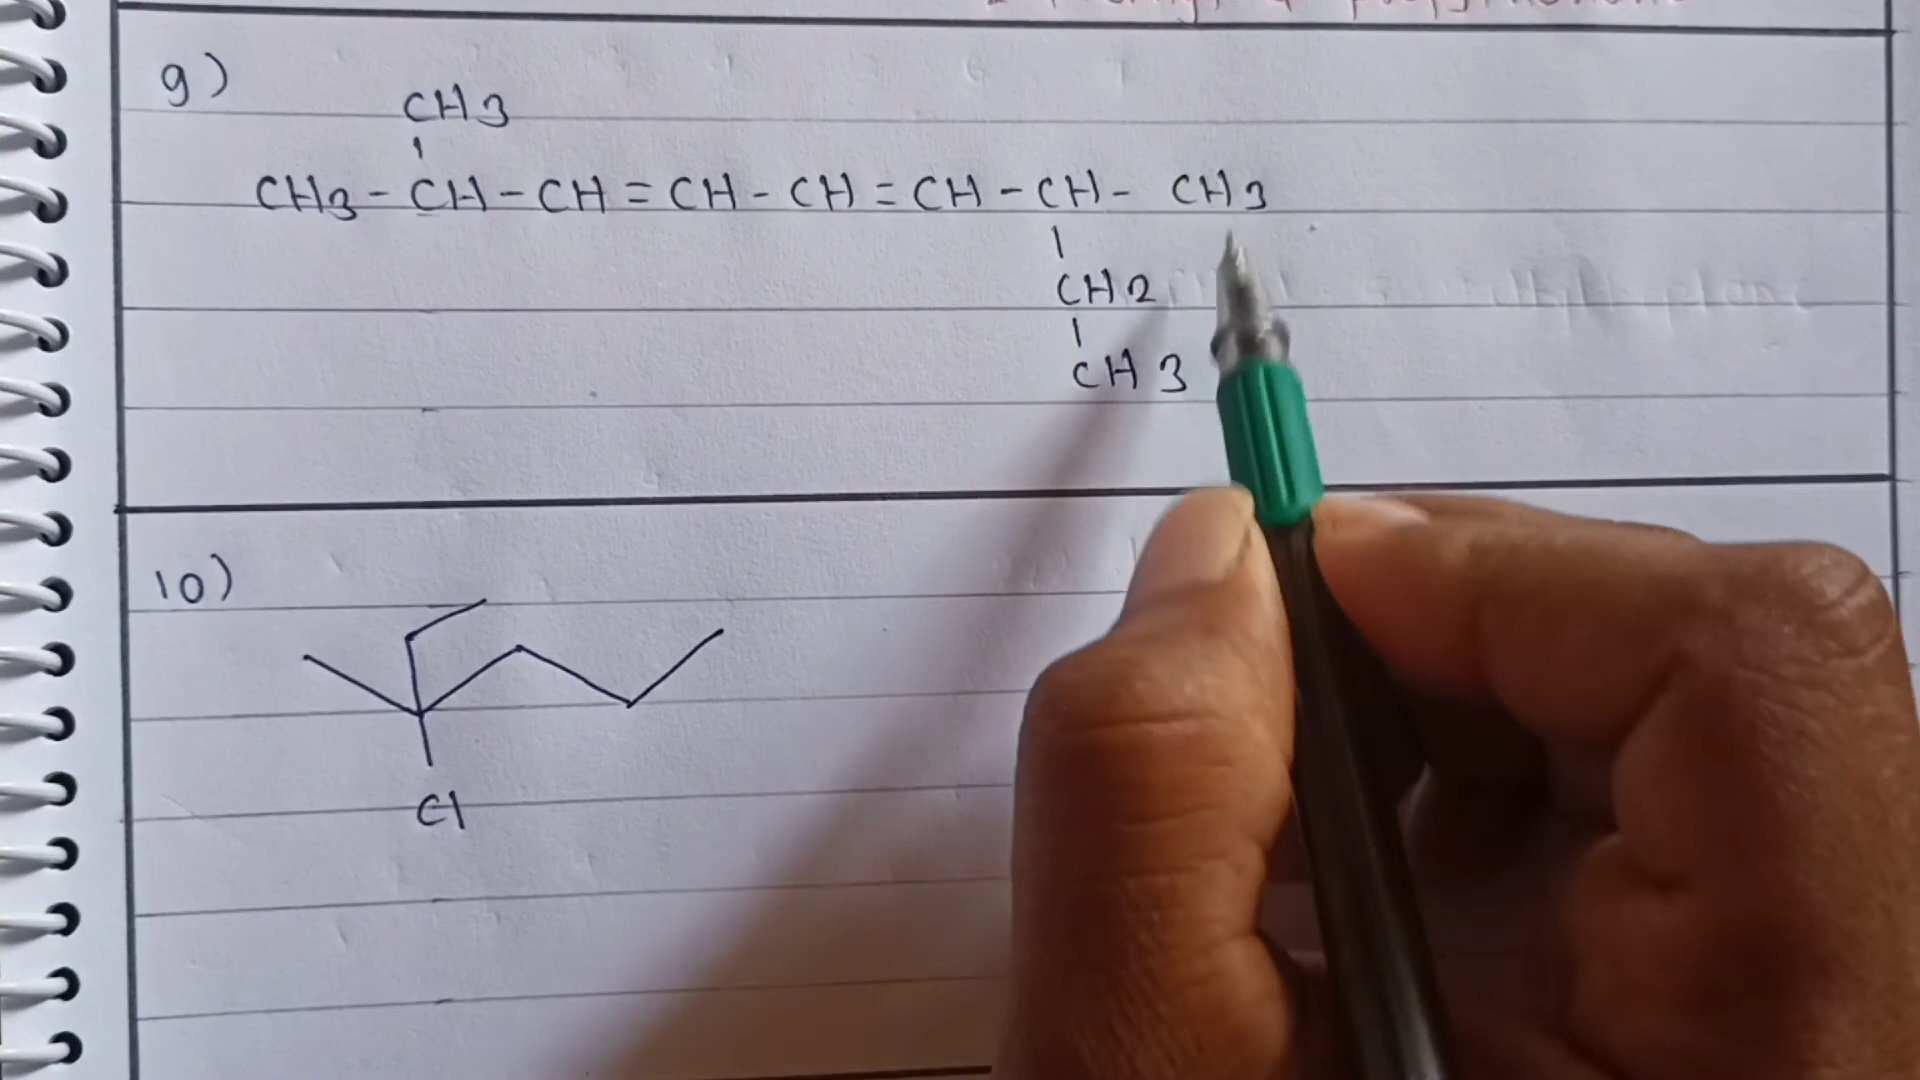 9)
CH3
CH3-CH-CH=CH-CH=CH-CH- CH3
CH2
CH3
10)
Cl